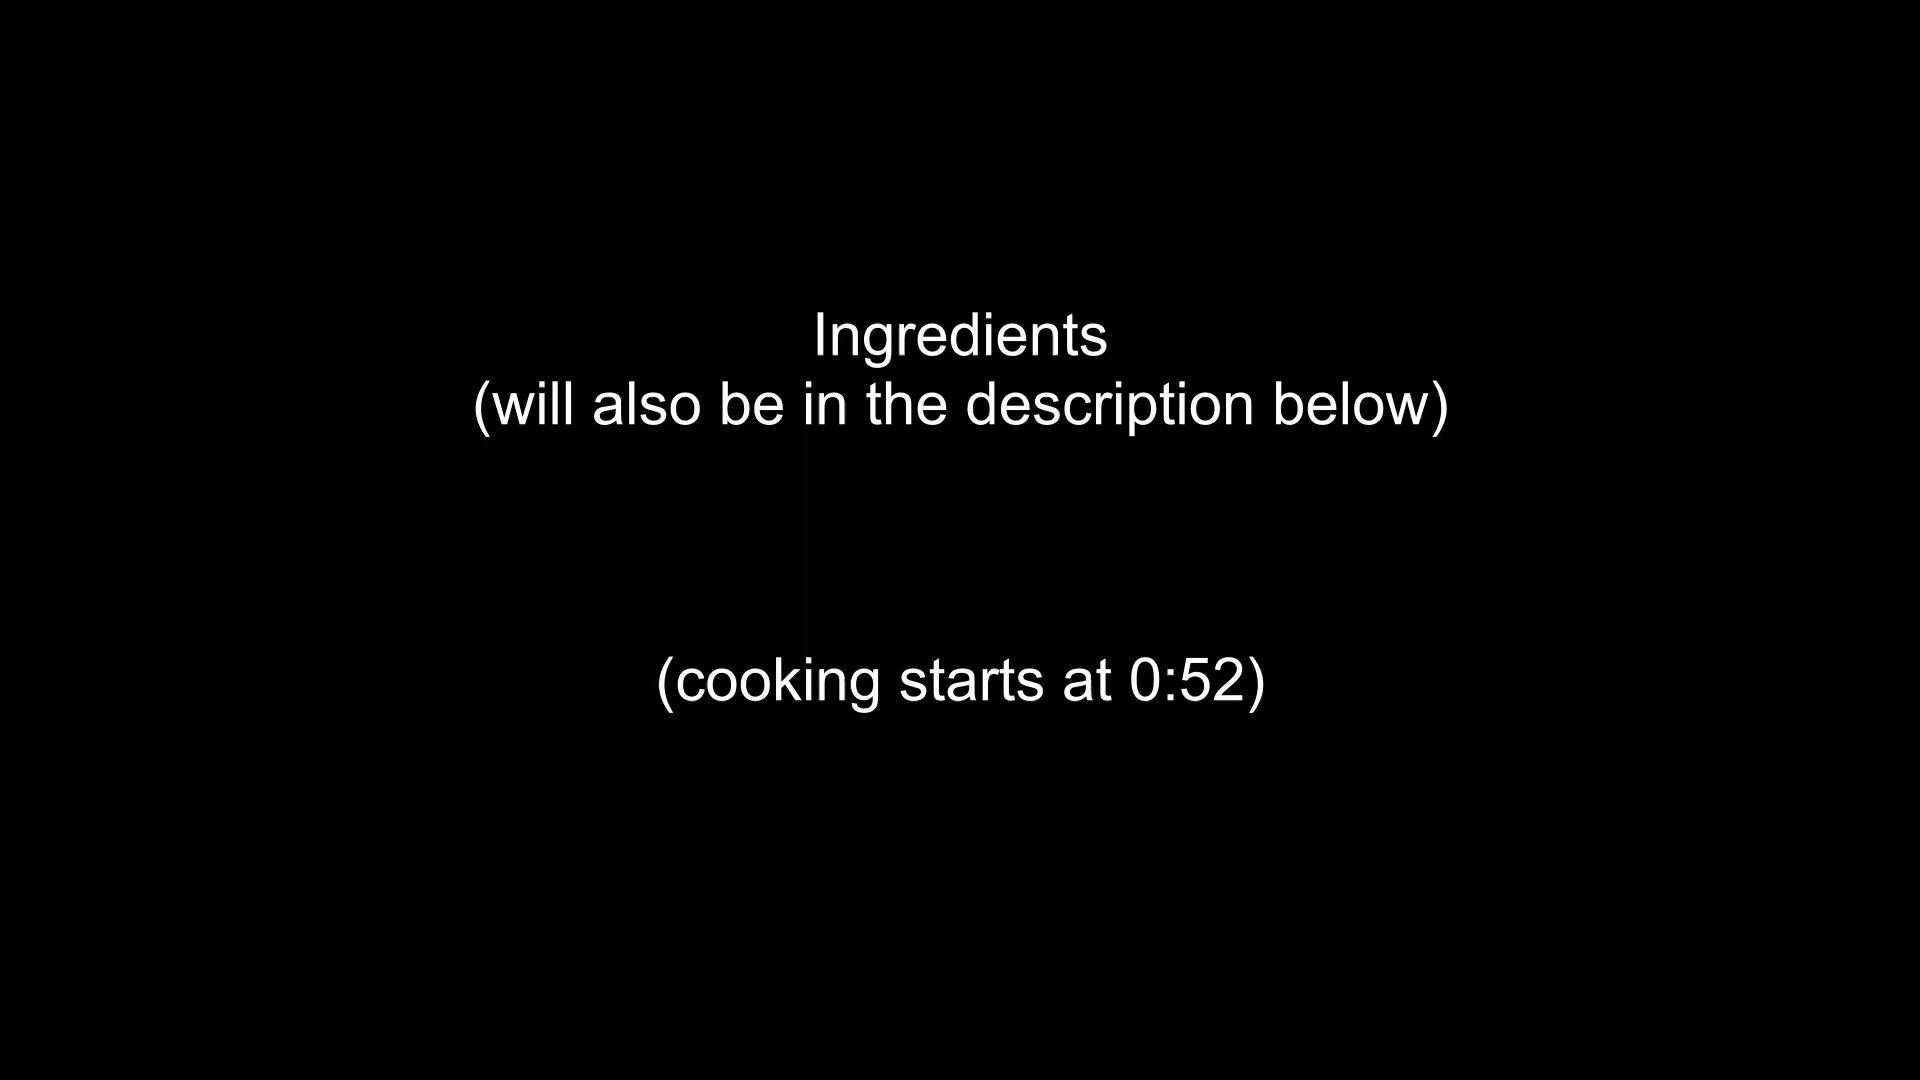 Ingredients
(will also be in the description below)
(cooking starts at 0:52)